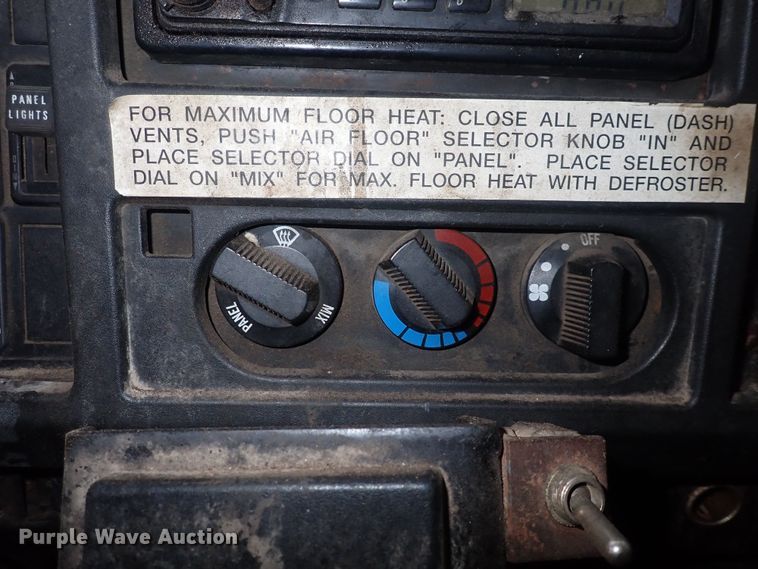 PANEL
LIGHTS
FOR MAXIMUM FLOOR HEAT: CLOSE ALL PANEL (DASH)
VENTS, PUSH "AIR FLOOR" SELECTOR KNOB "IN" AND
PLACE SELECTOR DIAL ON "PANEL". PLACE SELECTOR
DIAL ON "MIX" FOR MAX. FLOOR HEAT WITH DEFROSTER.
OFF
PANEL
MIX
Purple Wave Auction